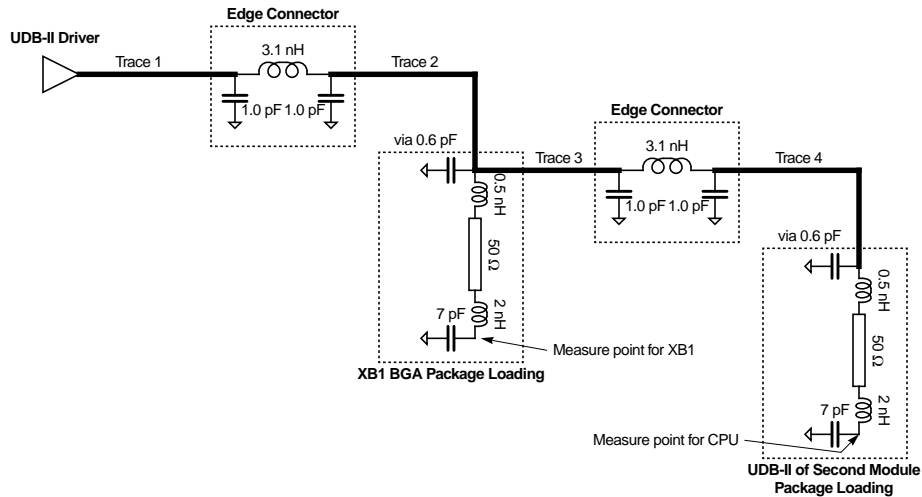 Edge Connector
UDB-II Driver
3.1 nH
Trace 1
Trace 2
1.0 pF
1.0 pF
Edge Connector
3.1 nH
via 0.6 pF
Trace 3
Trace 4
0.5 nH
1.0 pF
1.0 pF
50 Ω
via 0.6 pF
0.5 nH
7 pF
2 nH
Measure point for XB1
50 Ω
XB1 BGA Package Loading
7 pF
2 nH
Measure point for CPU
UDB-II of Second Module
Package Loading